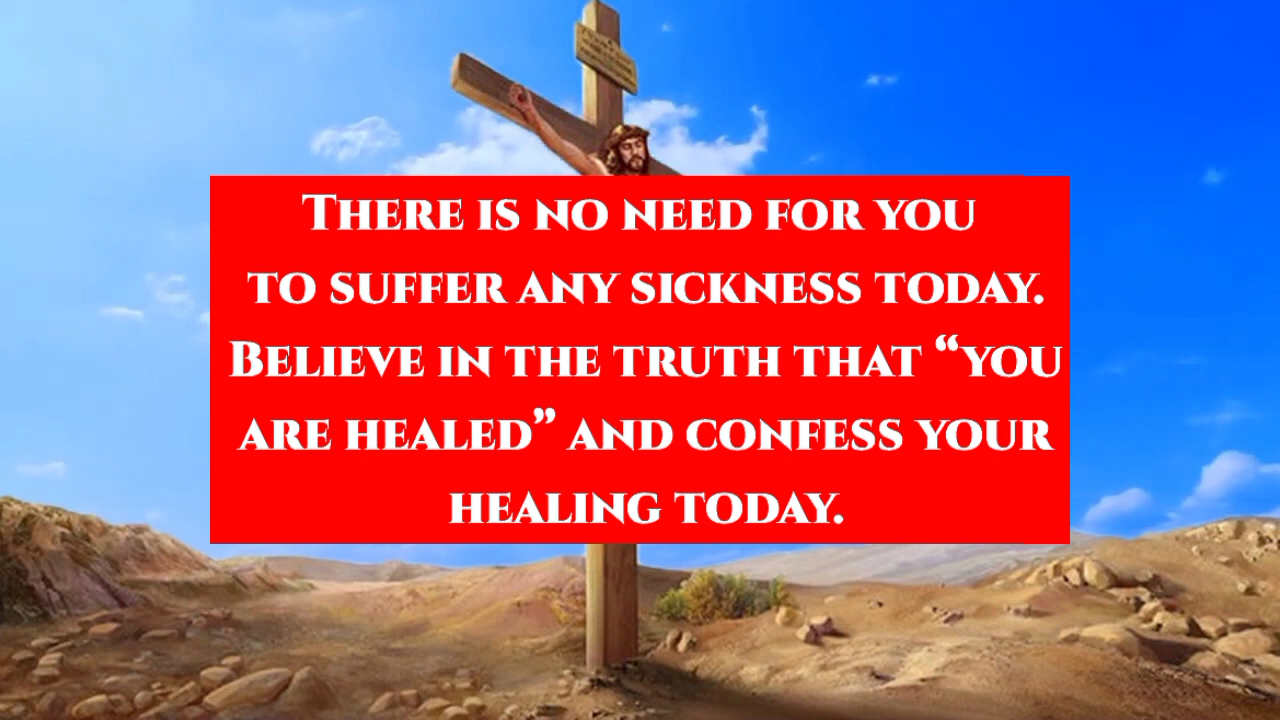 There is no need for you
to suffer any sickness today.
Believe in the truth that “you
are healed” and confess your
healing today.